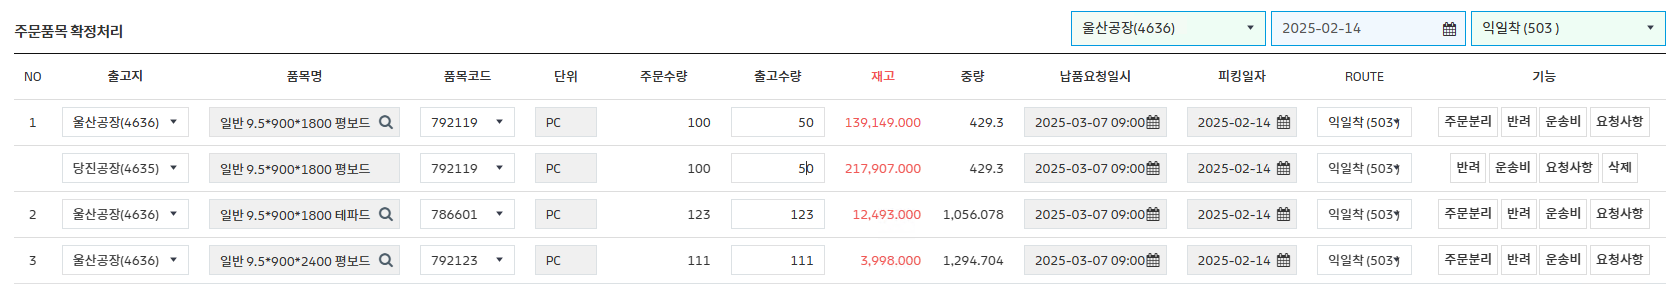 주문품목 확정처리
울산공장(4636) 2025-02-14 익일착 (503 )
NO 출고지 품목명 품목코드 단위 주문수량 출고수량 재고 중량 납품요청일시 피킹일자 ROUTE 기능
1 울산공장(4636) 일반 9.5*900*1800 평보드 792119 PC 100 50 139,149.000 429.3 2025-03-07 09:00 2025-02-14 익일착 (503 주문분리 반려 운송비 요청사항
당진공장(4635) 일반 9.5*900*1800 평보드 792119 PC 100 50 217,907.000 429.3 2025-03-07 09:00 2025-02-14 익일착 (503 반려 운송비 요청사항 삭제
2 울산공장(4636) 일반 9.5*900*1800 테파드 786601 PC 123 123 12,493.000 1,056.078 2025-03-07 09:00 2025-02-14 익일착 (503 주문분리 반려 운송비 요청사항
3 울산공장(4636) 일반 9.5*900*2400 평보드 792123 PC 111 111 3,998.000 1,294.704 2025-03-07 09:00 2025-02-14 익일착 (503 주문분리 반려 운송비 요청사항